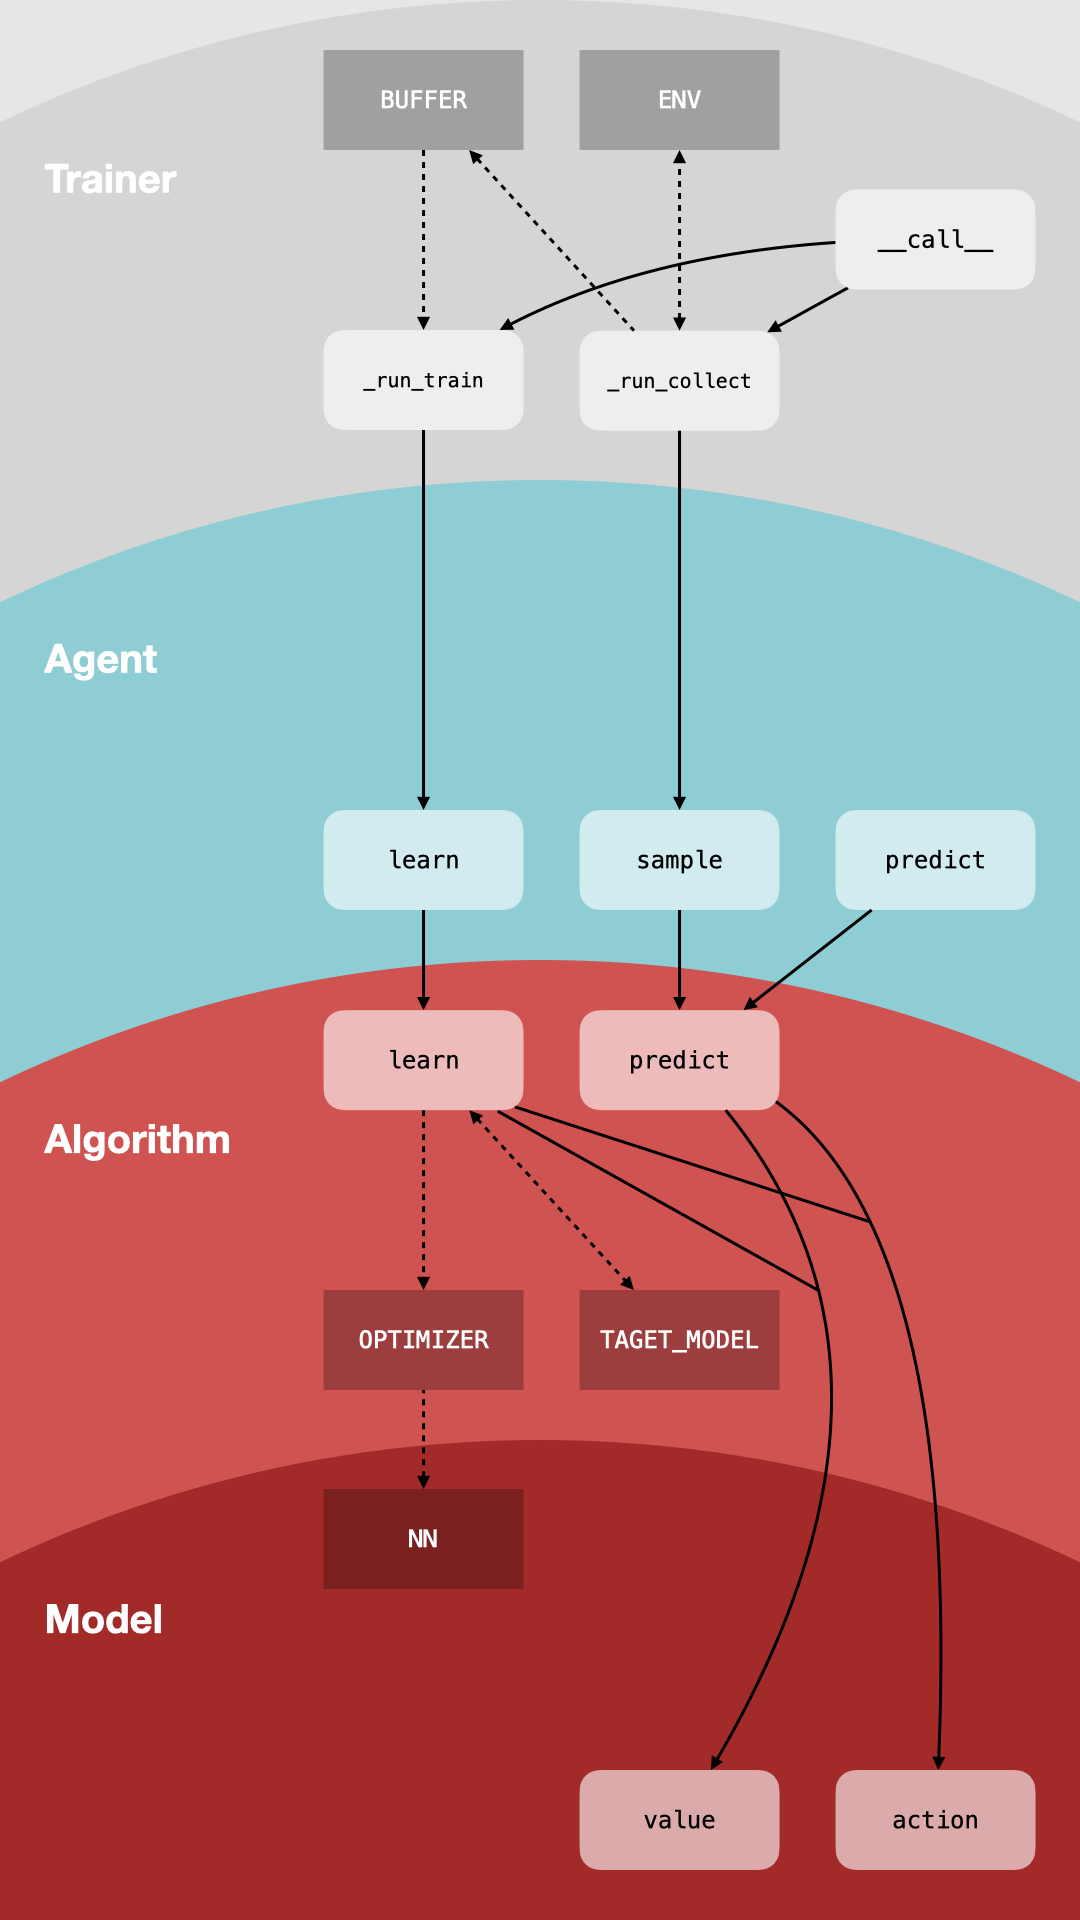 BUFFER
ENV
Trainer
__call__
_run_train
_run_collect
Agent
learn
sample
predict
learn
predict
Algorithm
OPTIMIZER
TAGET_MODEL
NN
Model
value
action